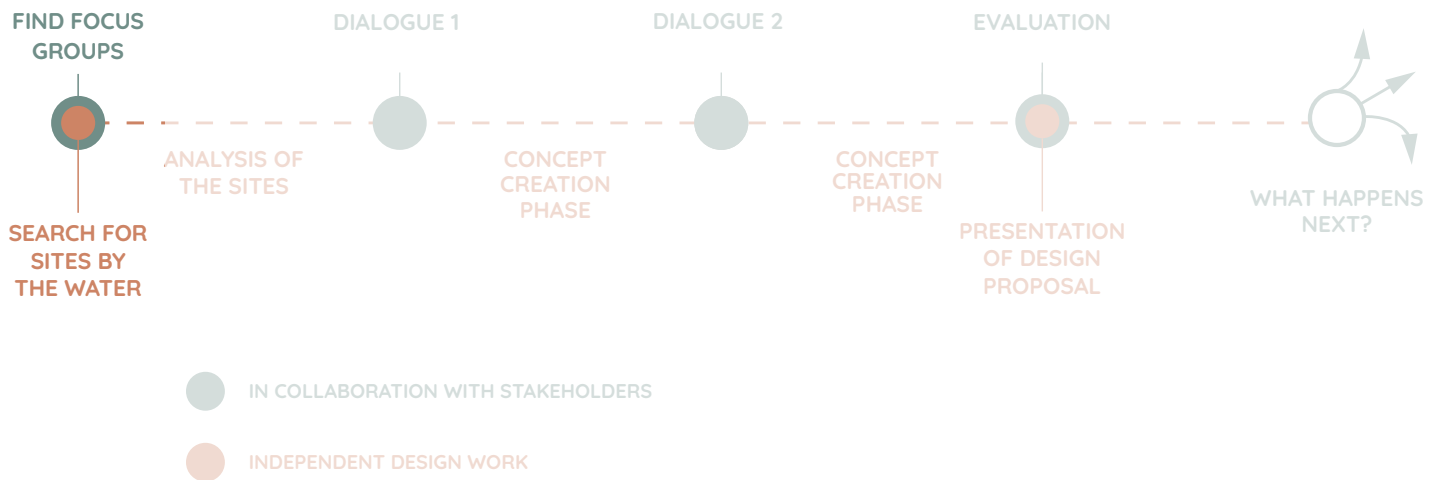 FIND FOCUS
GROUPS
DIALOGUE 1
DIALOGUE 2
EVALUATION
ANALYSIS OF
THE SITES
CONCEPT
CREATION
PHASE
CONCEPT
CREATION
PHASE
WHAT HAPPENS
NEXT?
SEARCH FOR
SITES BY
THE WATER
PRESENTATION
OF DESIGN
PROPOSAL
IN COLLABORATION WITH STAKEHOLDERS
INDEPENDENT DESIGN WORK